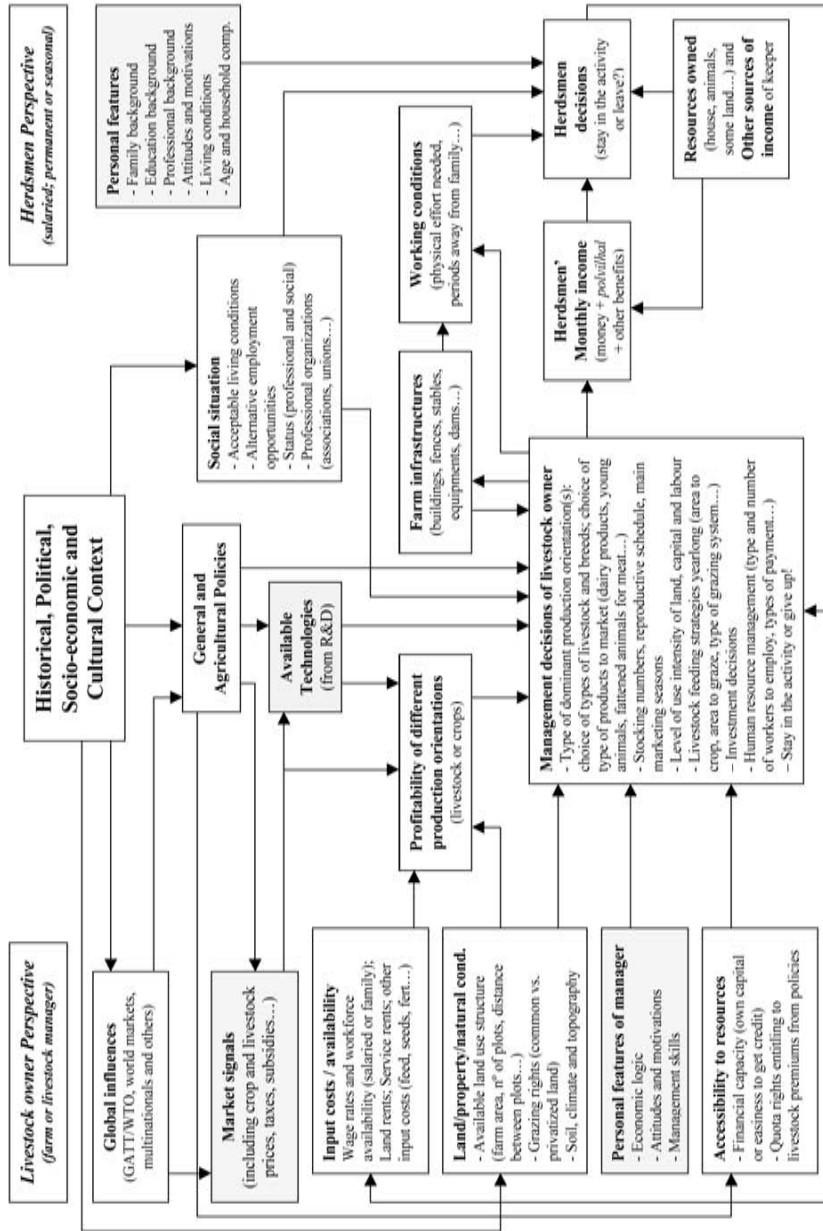 Livestock owner Perspective
(farm or livestock manager)
Historical, Political,
Socio-economic and
Cultural Context
Herdsmen Perspective
(salaried; permanent or seasonal)
Global influences
(GATT/WTO, world markets,
multinationals and others)
General and
Agricultural Policies
Social situation
- Acceptable living conditions
- Alternative employment
opportunities
- Status (professional and social)
- Professional organizations
(associations, unions…)
Personal features
- Family background
- Education background
- Professional background
- Attitudes and motivations
- Living conditions
- Age and household comp.
Market signals
(including crop and livestock
prices, taxes, subsidies…)
Available
Technologies
(from R&D)
Input costs / availability
Wage rates and workforce
availability (salaried or family);
Land rents; Service rents; other
input costs (feed, seeds, fert…)
Profitability of different
production orientations
(livestock or crops)
Farm infrastructures
(buildings, fences, stables,
equipments, dams…)
Working conditions
(physical effort needed,
periods away from family…)
Land/property/natural cond.
- Available land use structure
(farm area, nº of plots, distance
between plots…)
- Grazing rights (common vs.
privatized land)
- Soil, climate and topography
Personal features of manager
- Economic logic
- Attitudes and motivations
- Management skills
Accessibility to resources
- Financial capacity (own capital
or easiness to get credit)
- Quota rights entitling to
livestock premiums from policies
Management decisions of livestock owner
- Type of dominant production orientation(s):
choice of types of livestock and breeds; choice of
type of products to market (dairy products, young
animals, fattened animals for meat…)
- Stocking numbers, reproductive schedule, main
marketing seasons
- Level of use intensity of land, capital and labour
- Livestock feeding strategies yearlong (area to
crop, area to graze, type of grazing system…)
– Investment decisions
- Human resource management (type and number
of workers to employ, types of payment…)
– Stay in the activity or give up!
Herdsmen'
Monthly income
(money + polvilhal
+ other benefits)
Herdsmen
decisions
(stay in the activity
or leave?)
Resources owned
(house, animals,
some land…) and
Other sources of
income of keeper